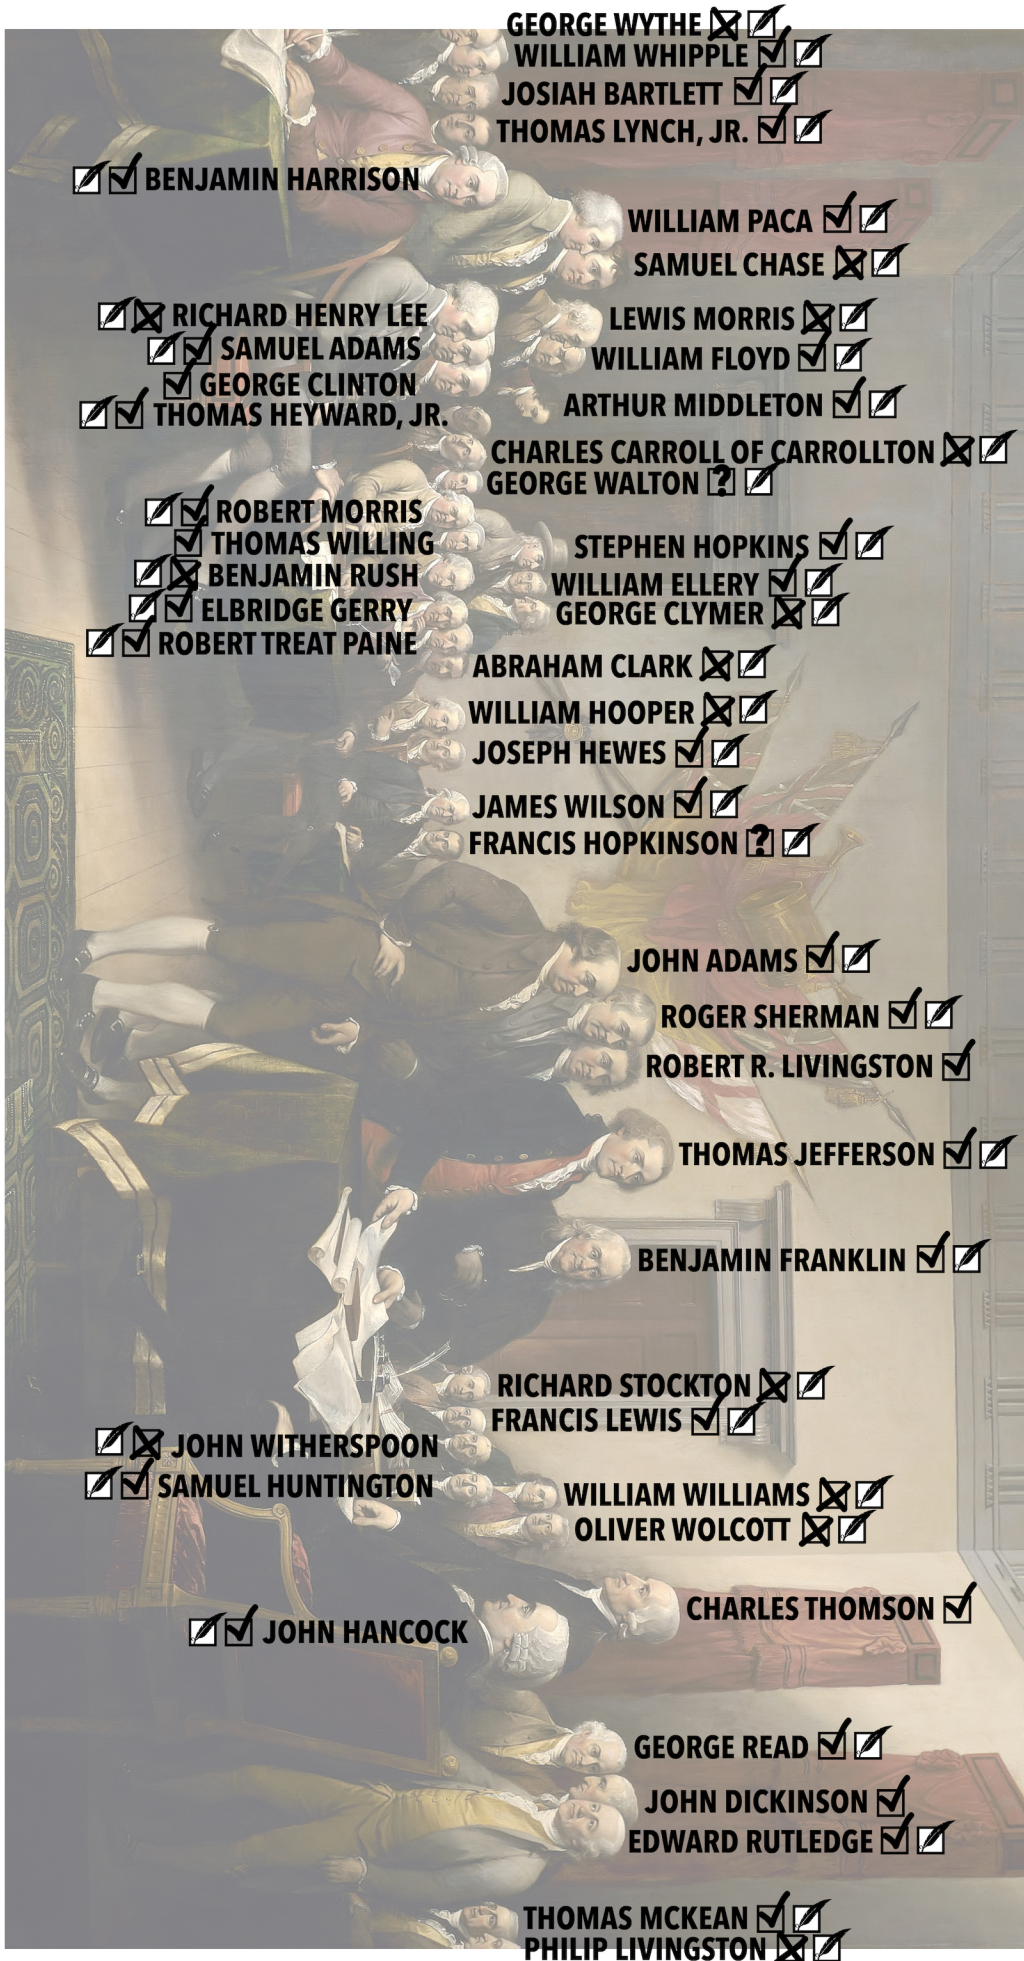 GEORGE WYTHE
WILLIAM WHIPPLE
JOSIAH BARTLETT
THOMAS LYNCH, JR.
BENJAMIN HARRISON
WILLIAM PACA
SAMUEL CHASE
RICHARD HENRY LEE
LEWIS MORRIS
SAMUEL ADAMS
WILLIAM FLOYD
GEORGE CLINTON
THOMAS HEYWARD, JR.
ARTHUR MIDDLETON
CHARLES CARROLL OF CARROLLTON
GEORGE WALTON ?
ROBERT MORRIS
THOMAS WILLING
STEPHEN HOPKINS
BENJAMIN RUSH
WILLIAM ELLERY
ELBRIDGE GERRY
GEORGE CLYMER
ROBERT TREAT PAINE
ABRAHAM CLARK
WILLIAM HOOPER
JOSEPH HEWES
JAMES WILSON
FRANCIS HOPKINSON ?
JOHN ADAMS
ROGER SHERMAN
ROBERT R. LIVINGSTON
THOMAS JEFFERSON
BENJAMIN FRANKLIN
RICHARD STOCKTON
FRANCIS LEWIS
JOHN WITHERSPOON
SAMUEL HUNTINGTON
WILLIAM WILLIAMS
OLIVER WOLCOTT
CHARLES THOMSON
JOHN HANCOCK
GEORGE READ
JOHN DICKINSON
EDWARD RUTLEDGE
THOMAS MCKEAN
PHILIP LIVINGSTON